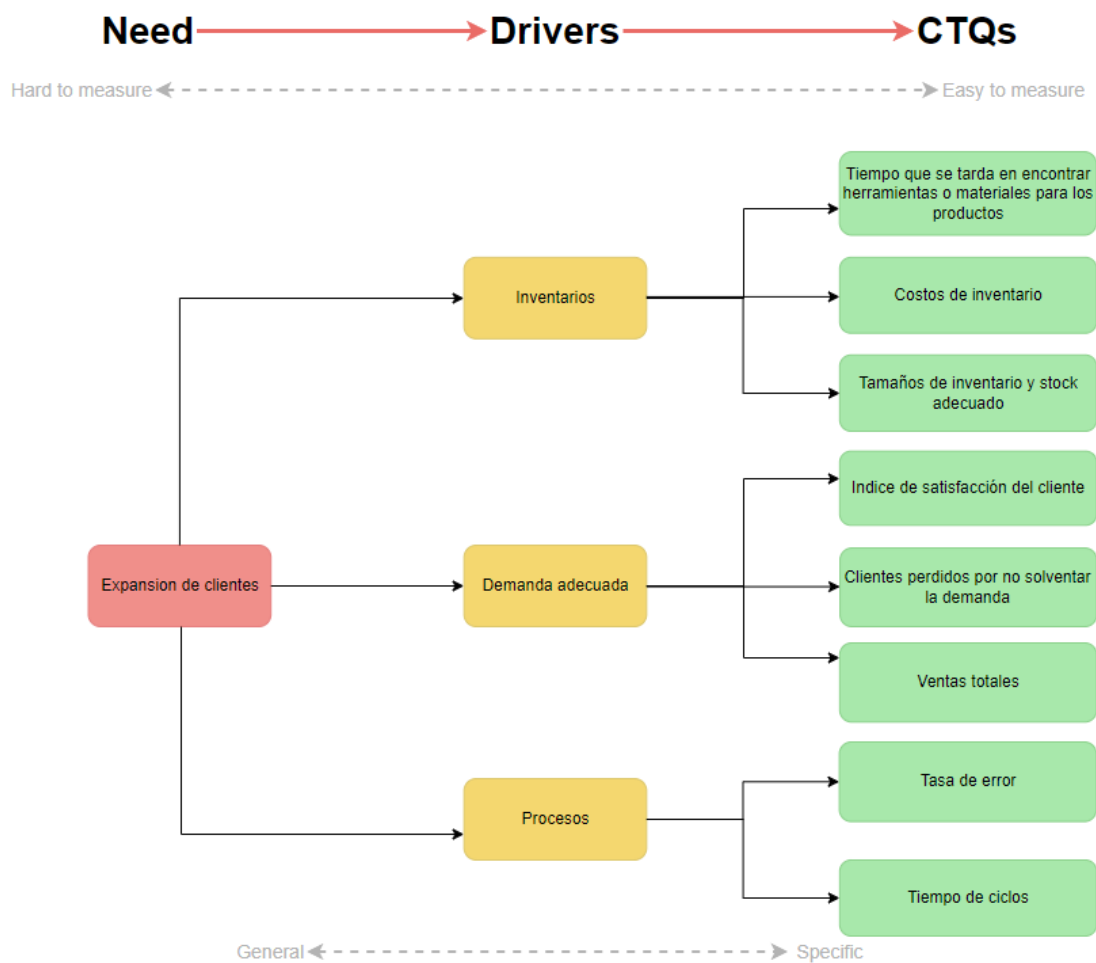 Need
Drivers
CTQs
Hard to measure
Easy to measure
Tiempo que se tarda en encontrar
herramientas o materiales para los
productos
Inventarios
Costos de inventario
Tamaños de inventario y stock
adecuado
Indice de satisfacción del cliente
Expansion de clientes
Demanda adecuada
Clientes perdidos por no solventar
la demanda
Ventas totales
Tasa de error
Procesos
Tiempo de ciclos
General
Specific